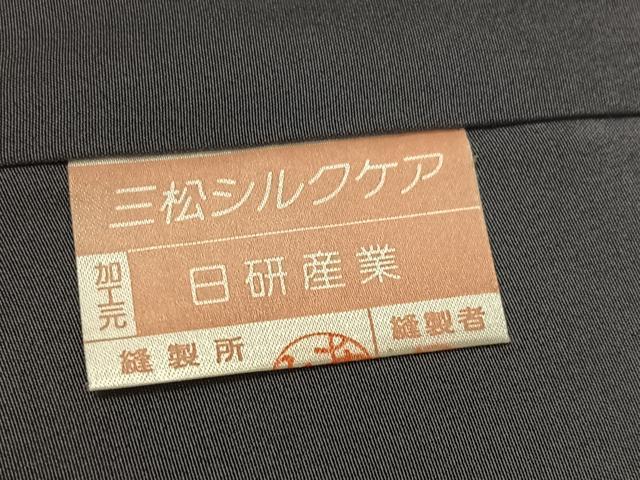 三松シルクケア
加工元
日研産業
縫製所
縫製者